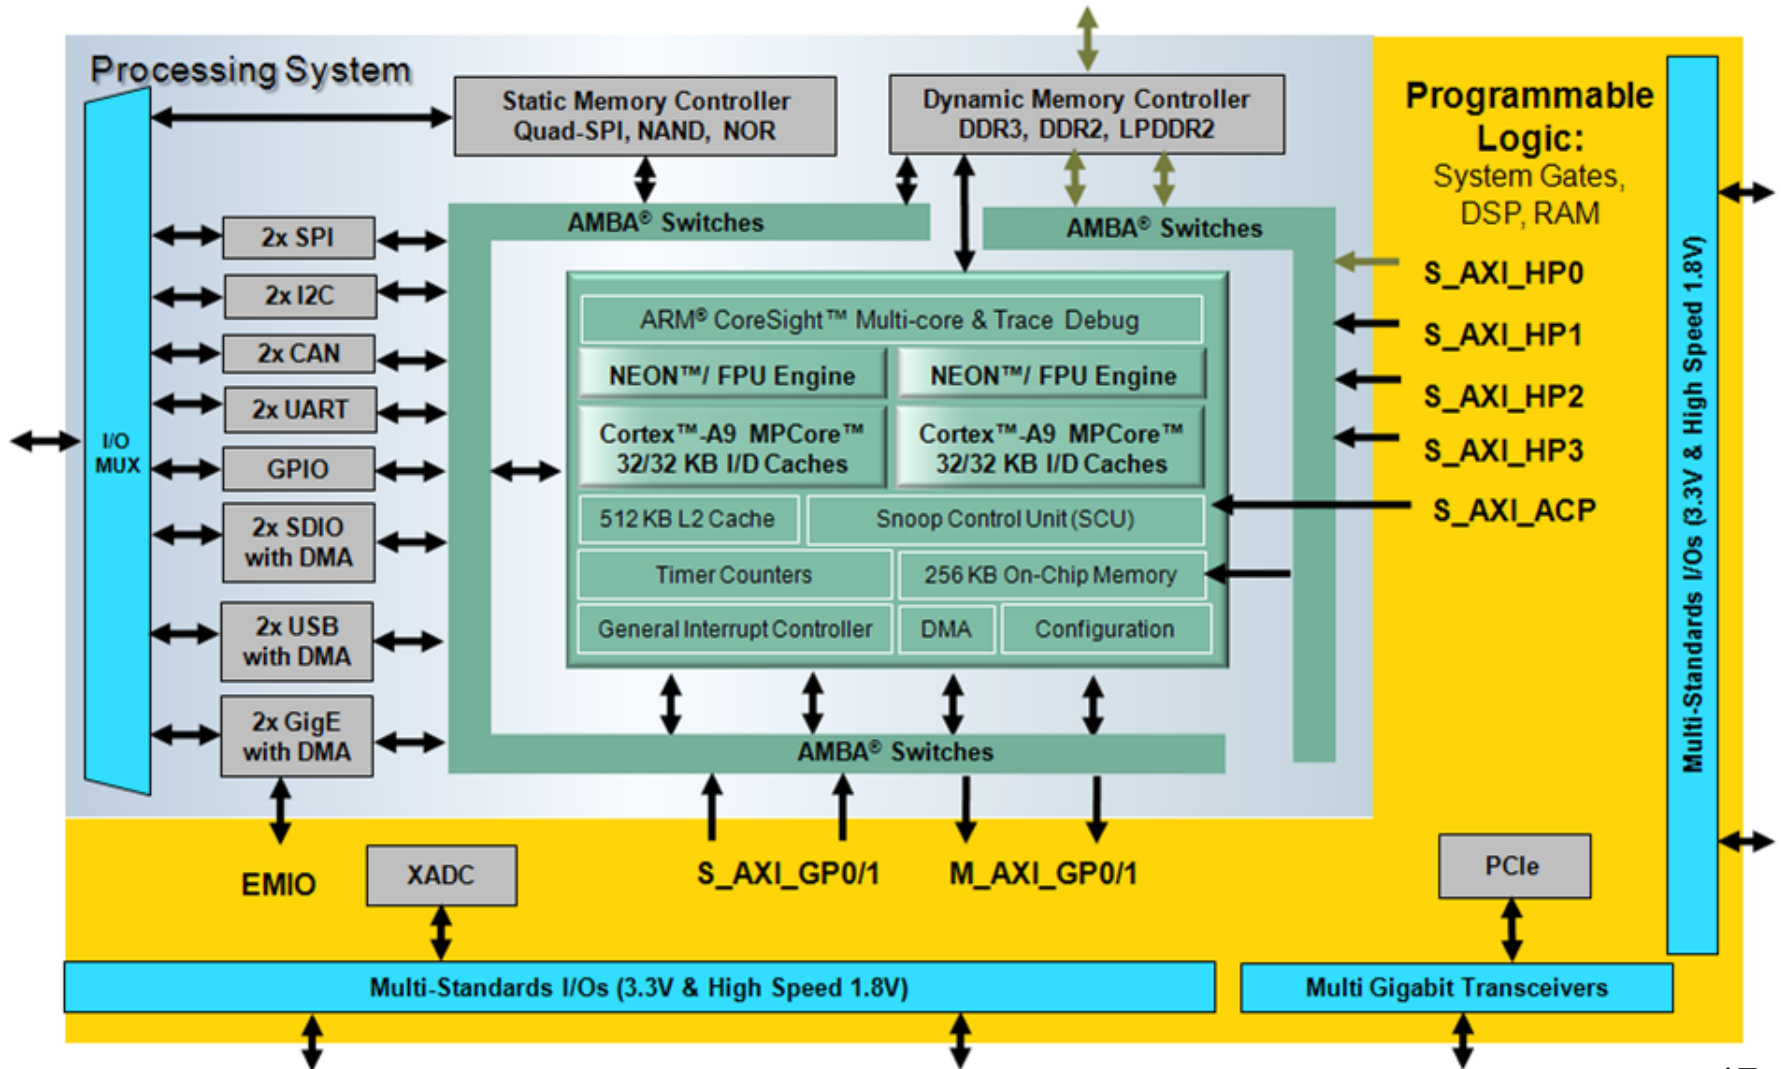 Processing System
Static Memory Controller
Quad-SPI, NAND, NOR
Dynamic Memory Controller
DDR3, DDR2, LPDDR2
Programmable
Logic:
System Gates,
DSP, RAM
AMBA® Switches
AMBA® Switches
2x SPI
2x I2C
2x CAN
2x UART
GPIO
2x SDIO
with DMA
2x USB
with DMA
2x GigE
with DMA
I/O
MUX
ARM® CoreSight™ Multi-core & Trace Debug
NEON™/ FPU Engine
NEON™/ FPU Engine
Cortex™-A9 MPCore™
32/32 KB I/D Caches
Cortex™-A9 MPCore™
32/32 KB I/D Caches
512 KB L2 Cache
Snoop Control Unit (SCU)
Timer Counters
256 KB On-Chip Memory
General Interrupt Controller
DMA
Configuration
AMBA® Switches
S_AXI_HP0
S_AXI_HP1
S_AXI_HP2
S_AXI_HP3
S_AXI_ACP
Multi-Standards I/Os (3.3V & High Speed 1.8V)
EMIO
XADC
S_AXI_GP0/1
M_AXI_GP0/1
PCIe
Multi-Standards I/Os (3.3V & High Speed 1.8V)
Multi Gigabit Transceivers